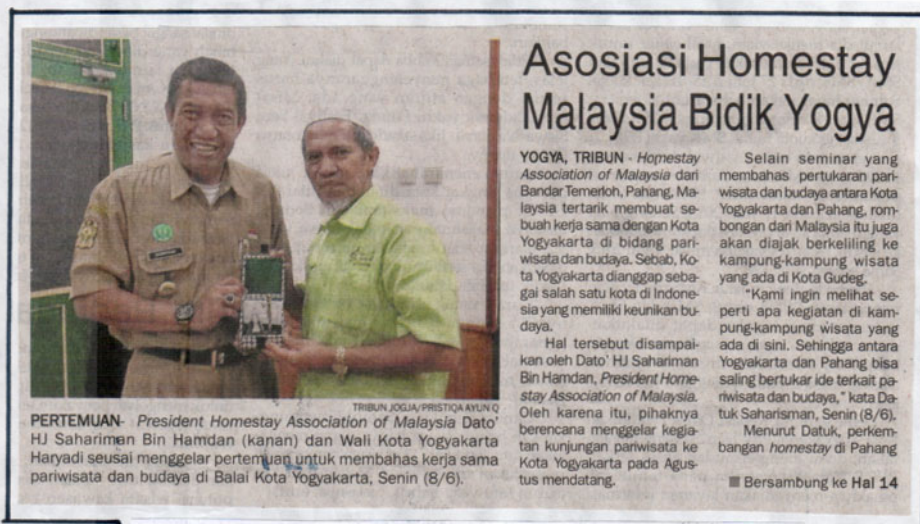 Asosiasi Homestay
Malaysia Bidik Yogya
TRIBUN JOGJA/PRISTIQA AYUN Q
PERTEMUAN- President Homestay Association of Malaysia Dato'
HJ Sahariman Bin Hamdan (kanan) dan Wali Kota Yogyakarta
Haryadi seusai menggelar pertemuan untuk membahas kerja sama
pariwisata dan budaya di Balai Kota Yogyakarta, Senin (8/6).
YOGYA, TRIBUN - Homestay
Association of Malaysia dari
Bandar Temerloh, Pahang, Ma-
laysia tertarik membuat se-
buah kerja sama dengan Kota
Yogyakarta di bidang pari-
wisata dan budaya. Sebab, Ko-
ta Yogyakarta dianggap seba-
gai salah satu kota di Indone-
sia yang memiliki keunikan bu-
daya.
Hal tersebut disampai-
kan oleh Dato' HJ Sahariman
Bin Hamdan, President Home-
stay Association of Malaysia.
Oleh karena itu, pihaknya
berencana menggelar kegia-
tan kunjungan pariwisata ke
Kota Yogyakarta pada Agus-
tus mendatang.
Selain seminar yang
membahas pertukaran pari-
wisata dan budaya antara Kota
Yogyakarta dan Pahang, rom-
bongan dari Malaysia itu juga
akan diajak berkeliling ke
kampung-kampung wisata
yang ada di Kota Gudeg.
"Kami ingin melihat se-
perti apa kegiatan di kam-
pung-kampung wisata yang
ada di sini. Sehingga antara
Yogyakarta dan Pahang bisa
saling bertukar ide terkait pa-
riwisata dan budaya," kata Da-
tuk Saharisman, Senin (8/6).
Menurut Datuk, perkem-
bangan homestay di Pahang
■ Bersambung ke Hal 14